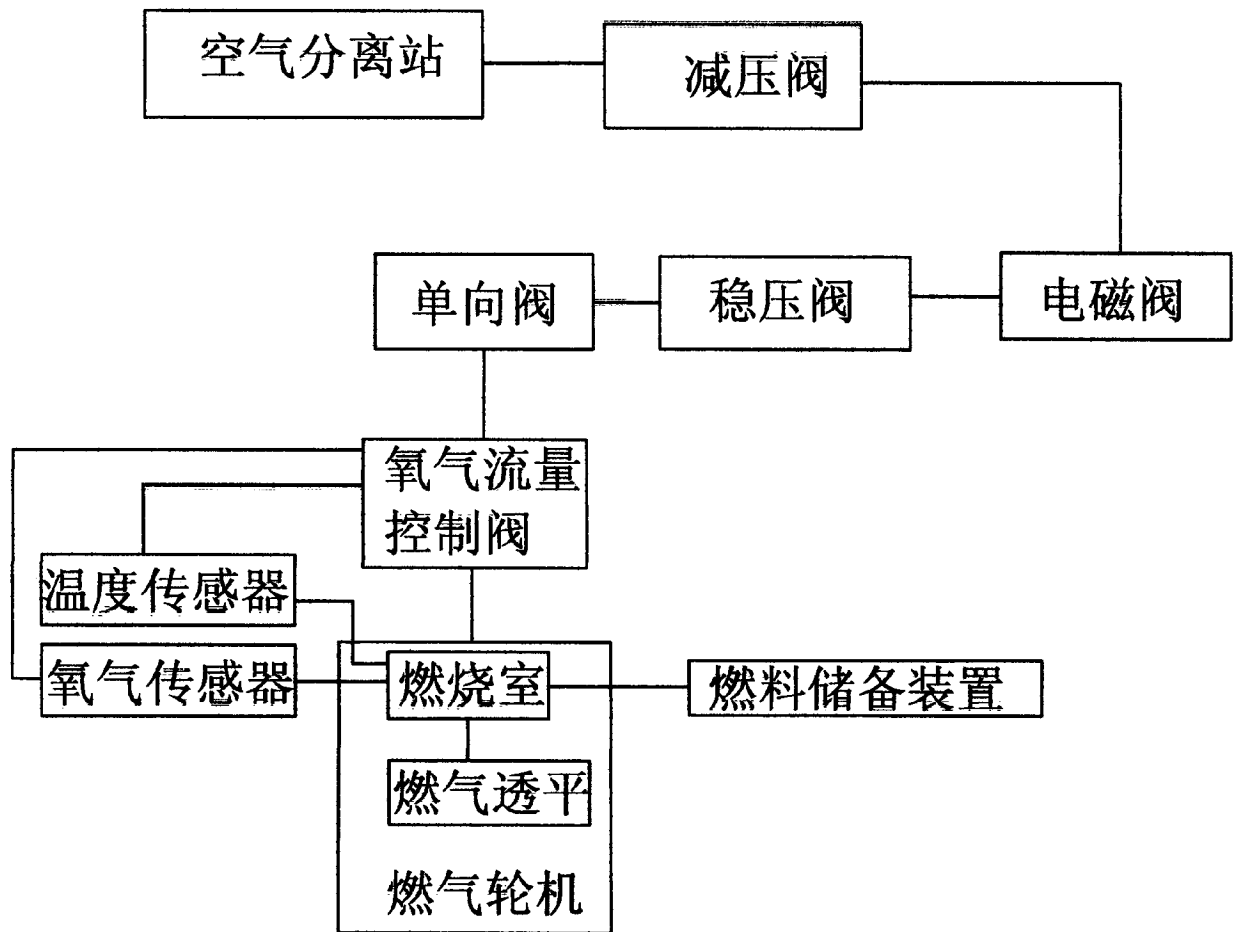 空气分离站
减压阀
单向阀
稳压阀
电磁阀
氧气流量
控制阀
温度传感器
氧气传感器
燃烧室
燃料储备装置
燃气透平
燃气轮机